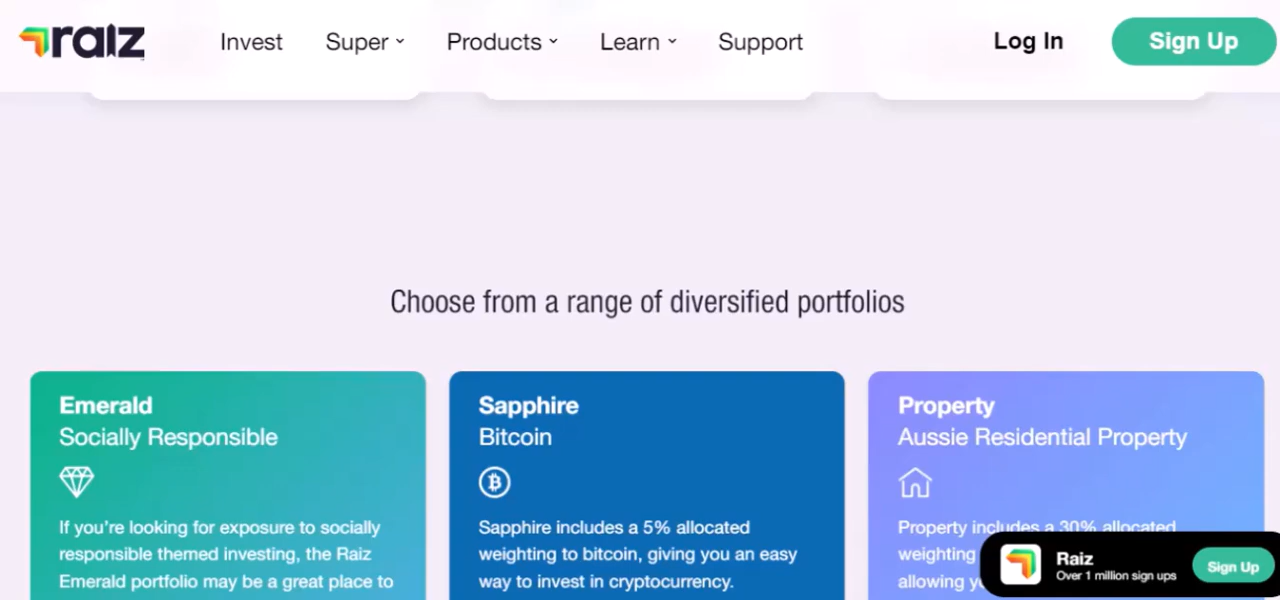 raiz
Invest
Super
Products
Learn
Support
Log In
Sign Up
Choose from a range of diversified portfolios
Emerald
Socially Responsible
If you're looking for exposure to socially
responsible themed investing, the Raiz
Emerald portfolio may be a great place to
Sapphire
Bitcoin
Sapphire includes a 5% allocated
weighting to bitcoin, giving you an easy
way to invest in cryptocurrency.
Property
Aussie Residential Property
Property includes a 30% allocated
weighting
allowing
Raiz
Over 1 million sign ups
Sign Up